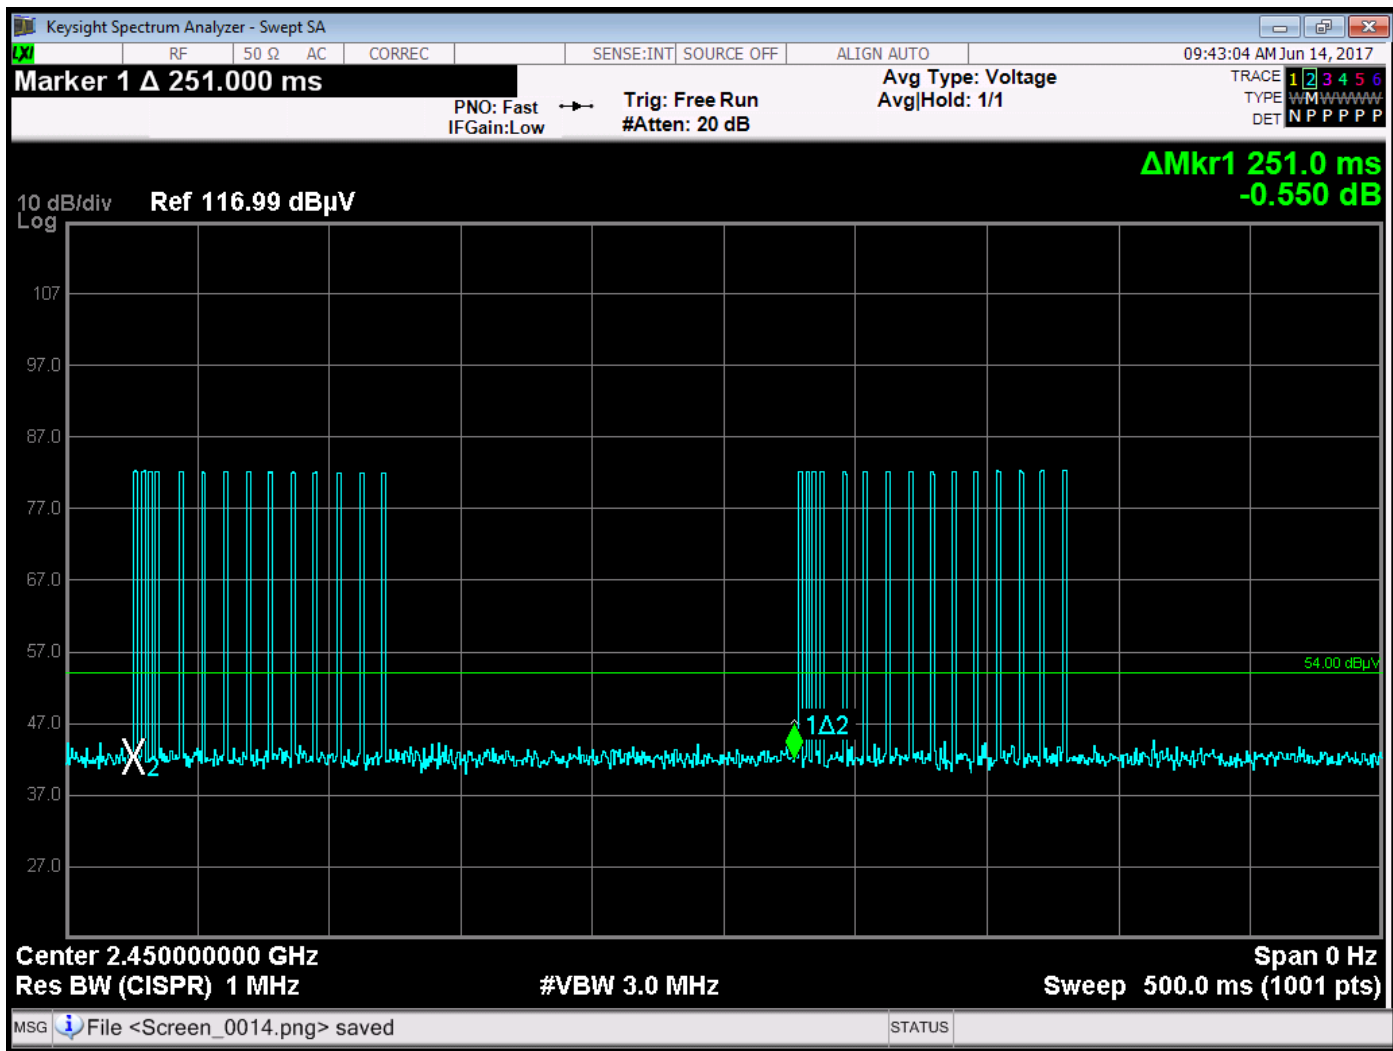 Keysight Spectrum Analyzer - Swept SA
LXI RF 50 Ω AC CORREC SENSE:INT SOURCE OFF ALIGN AUTO 09:43:04 AM Jun 14, 2017
Marker 1 Δ 251.000 ms
PNO: Fast
IFGain:Low
Trig: Free Run
#Atten: 20 dB
Avg Type: Voltage
Avg|Hold: 1/1
TRACE 1 2 3 4 5 6
TYPE WMWWWW
DET N P P P P P
ΔMkr1 251.0 ms
-0.550 dB
10 dB/div Ref 116.99 dBµV
Log
107
97.0
87.0
77.0
67.0
57.0
54.00 dBµV
47.0
1Δ2
2
37.0
27.0
Center 2.450000000 GHz Span 0 Hz
Res BW (CISPR) 1 MHz #VBW 3.0 MHz Sweep 500.0 ms (1001 pts)
MSG File <Screen_0014.png> saved STATUS